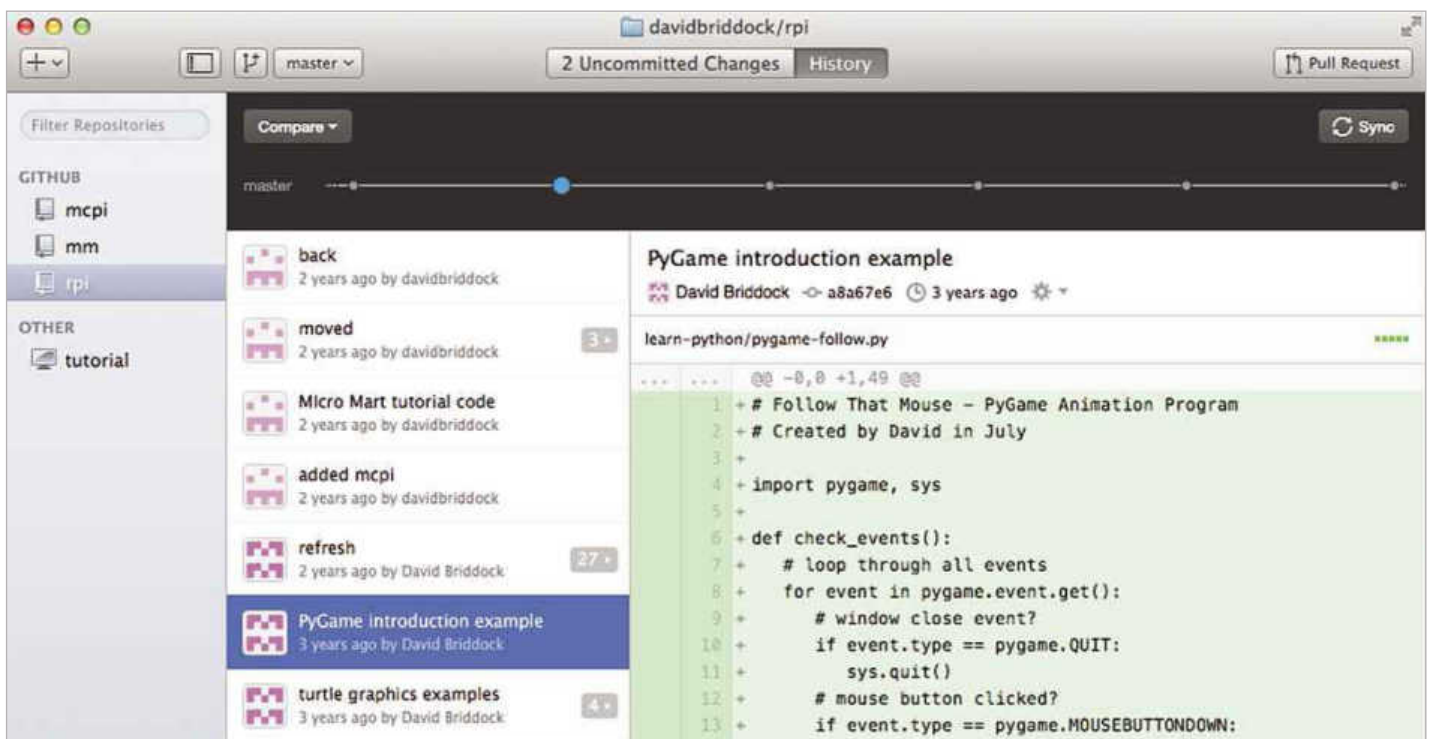 davidbriddock/rpi
master
2 Uncommitted Changes
History
Pull Request
Filter Repositories
GITHUB
mcpi
mm
rpi
OTHER
tutorial
Compare
Sync
master
back
2 years ago by davidbriddock
moved
2 years ago by davidbriddock
3
Micro Mart tutorial code
2 years ago by davidbriddock
added mcpi
2 years ago by davidbriddock
refresh
2 years ago by David Briddock
27
PyGame introduction example
3 years ago by David Briddock
turtle graphics examples
3 years ago by David Briddock
4
PyGame introduction example
David Briddock a8a67e6 3 years ago
learn-python/pygame-follow.py
... ... @@ -0,0 +1,49 @@
1 +# Follow That Mouse - PyGame Animation Program
2 +# Created by David in July
3 +
4 +import pygame, sys
5 +
6 +def check_events():
7 +   # loop through all events
8 +   for event in pygame.event.get():
9 +      # window close event?
10 +      if event.type == pygame.QUIT:
11 +         sys.quit()
12 +      # mouse button clicked?
13 +      if event.type == pygame.MOUSEBUTTONDOWN: